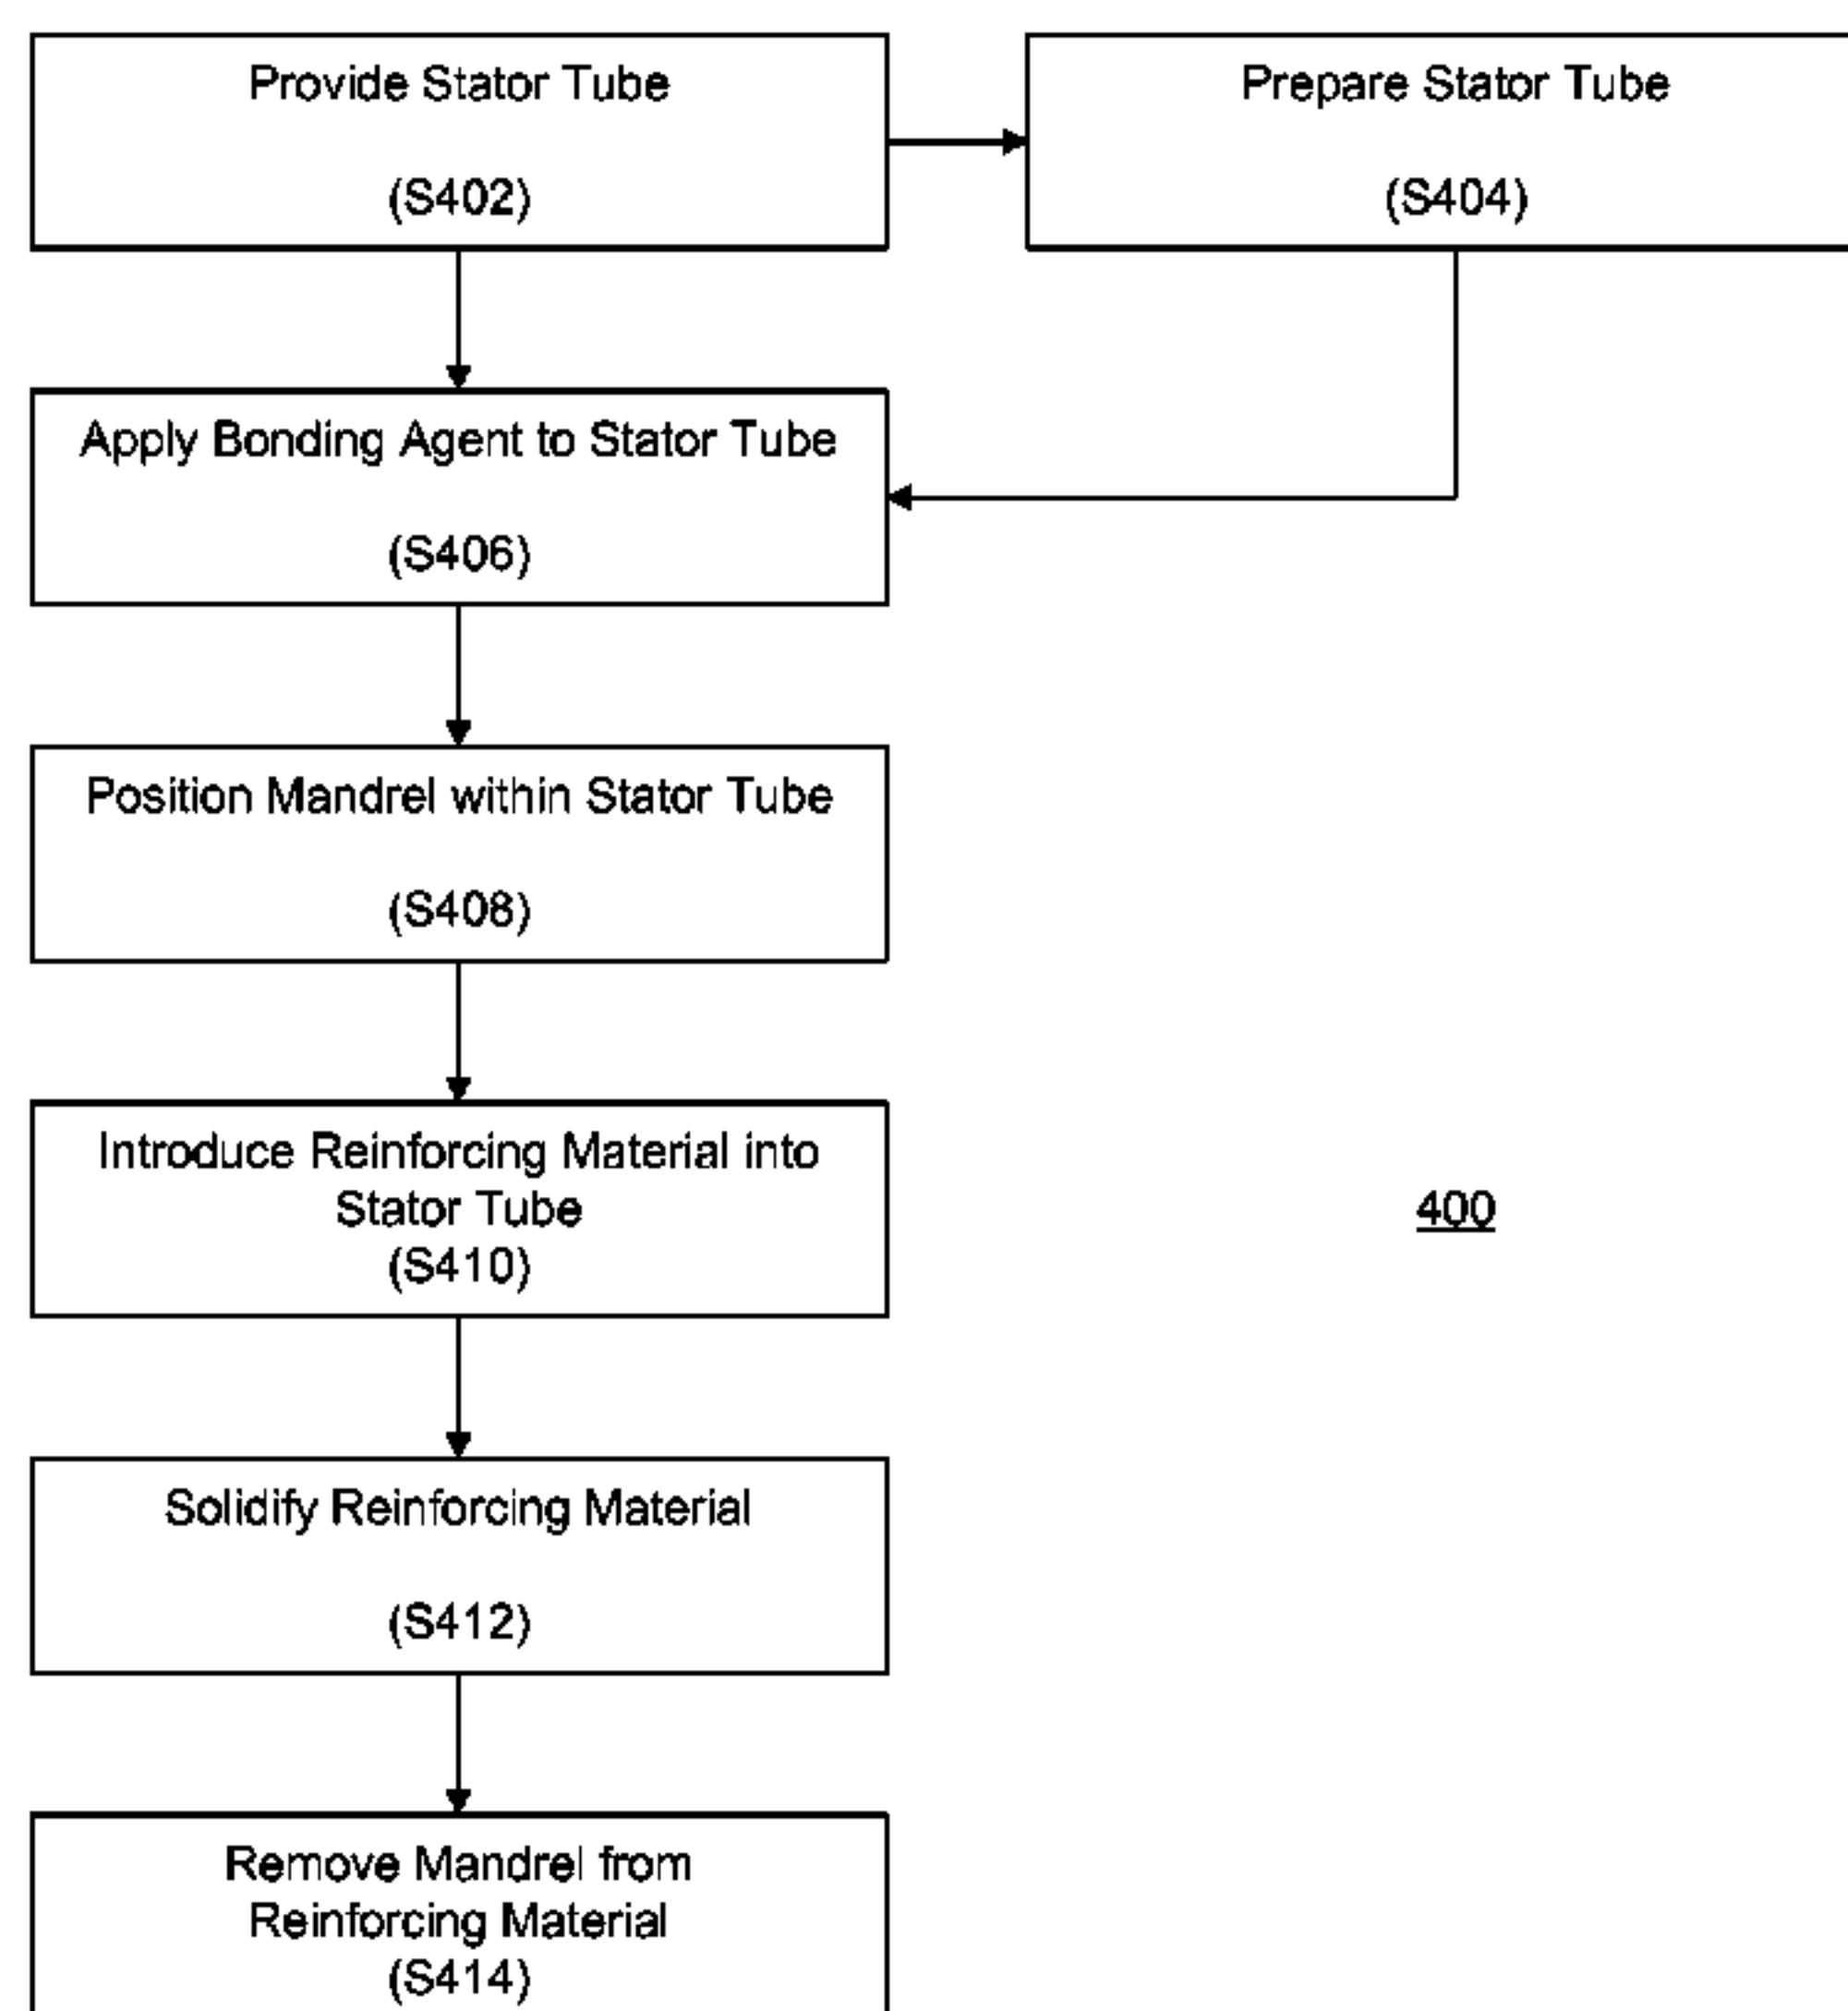 Provide Stator Tube
(S402)
Prepare Stator Tube
(S404)
Apply Bonding Agent to Stator Tube
(S406)
Position Mandrel within Stator Tube
(S408)
Introduce Reinforcing Material into
Stator Tube
(S410)
400
Solidify Reinforcing Material
(S412)
Remove Mandrel from
Reinforcing Material
(S414)